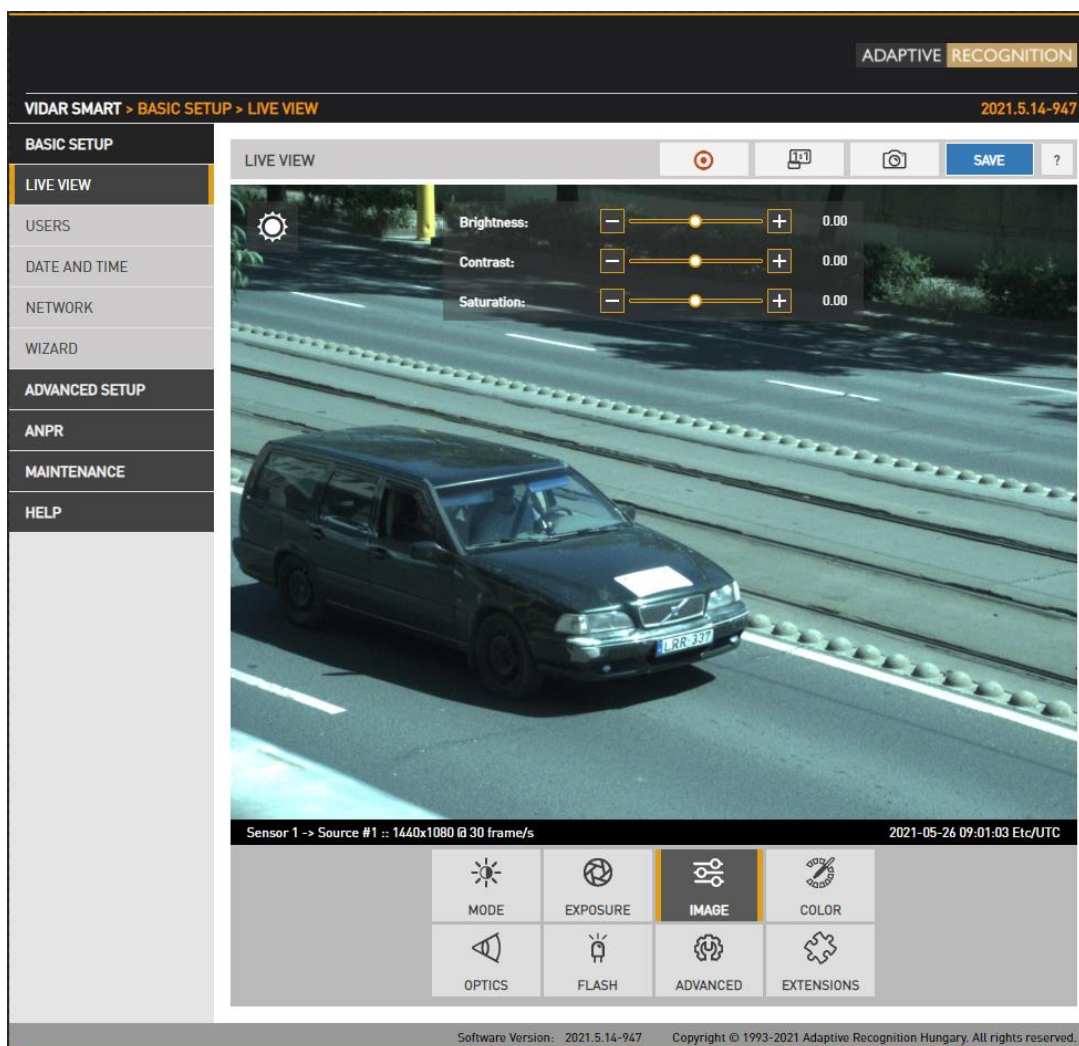 ADAPTIVE RECOGNITION
VIDAR SMART > BASIC SETUP > LIVE VIEW 2021.5.14-947
BASIC SETUP
LIVE VIEW
USERS
DATE AND TIME
NETWORK
WIZARD
ADVANCED SETUP
ANPR
MAINTENANCE
HELP
LIVE VIEW 1:1 SAVE ?
Brightness: 0.00
Contrast: 0.00
Saturation: 0.00
LRR-337
Sensor 1 -> Source #1 :: 1440x1080 @ 30 frame/s 2021-05-26 09:01:03 Etc/UTC
MODE EXPOSURE IMAGE COLOR
OPTICS FLASH ADVANCED EXTENSIONS
Software Version: 2021.5.14-947 Copyright © 1993-2021 Adaptive Recognition Hungary. All rights reserved.